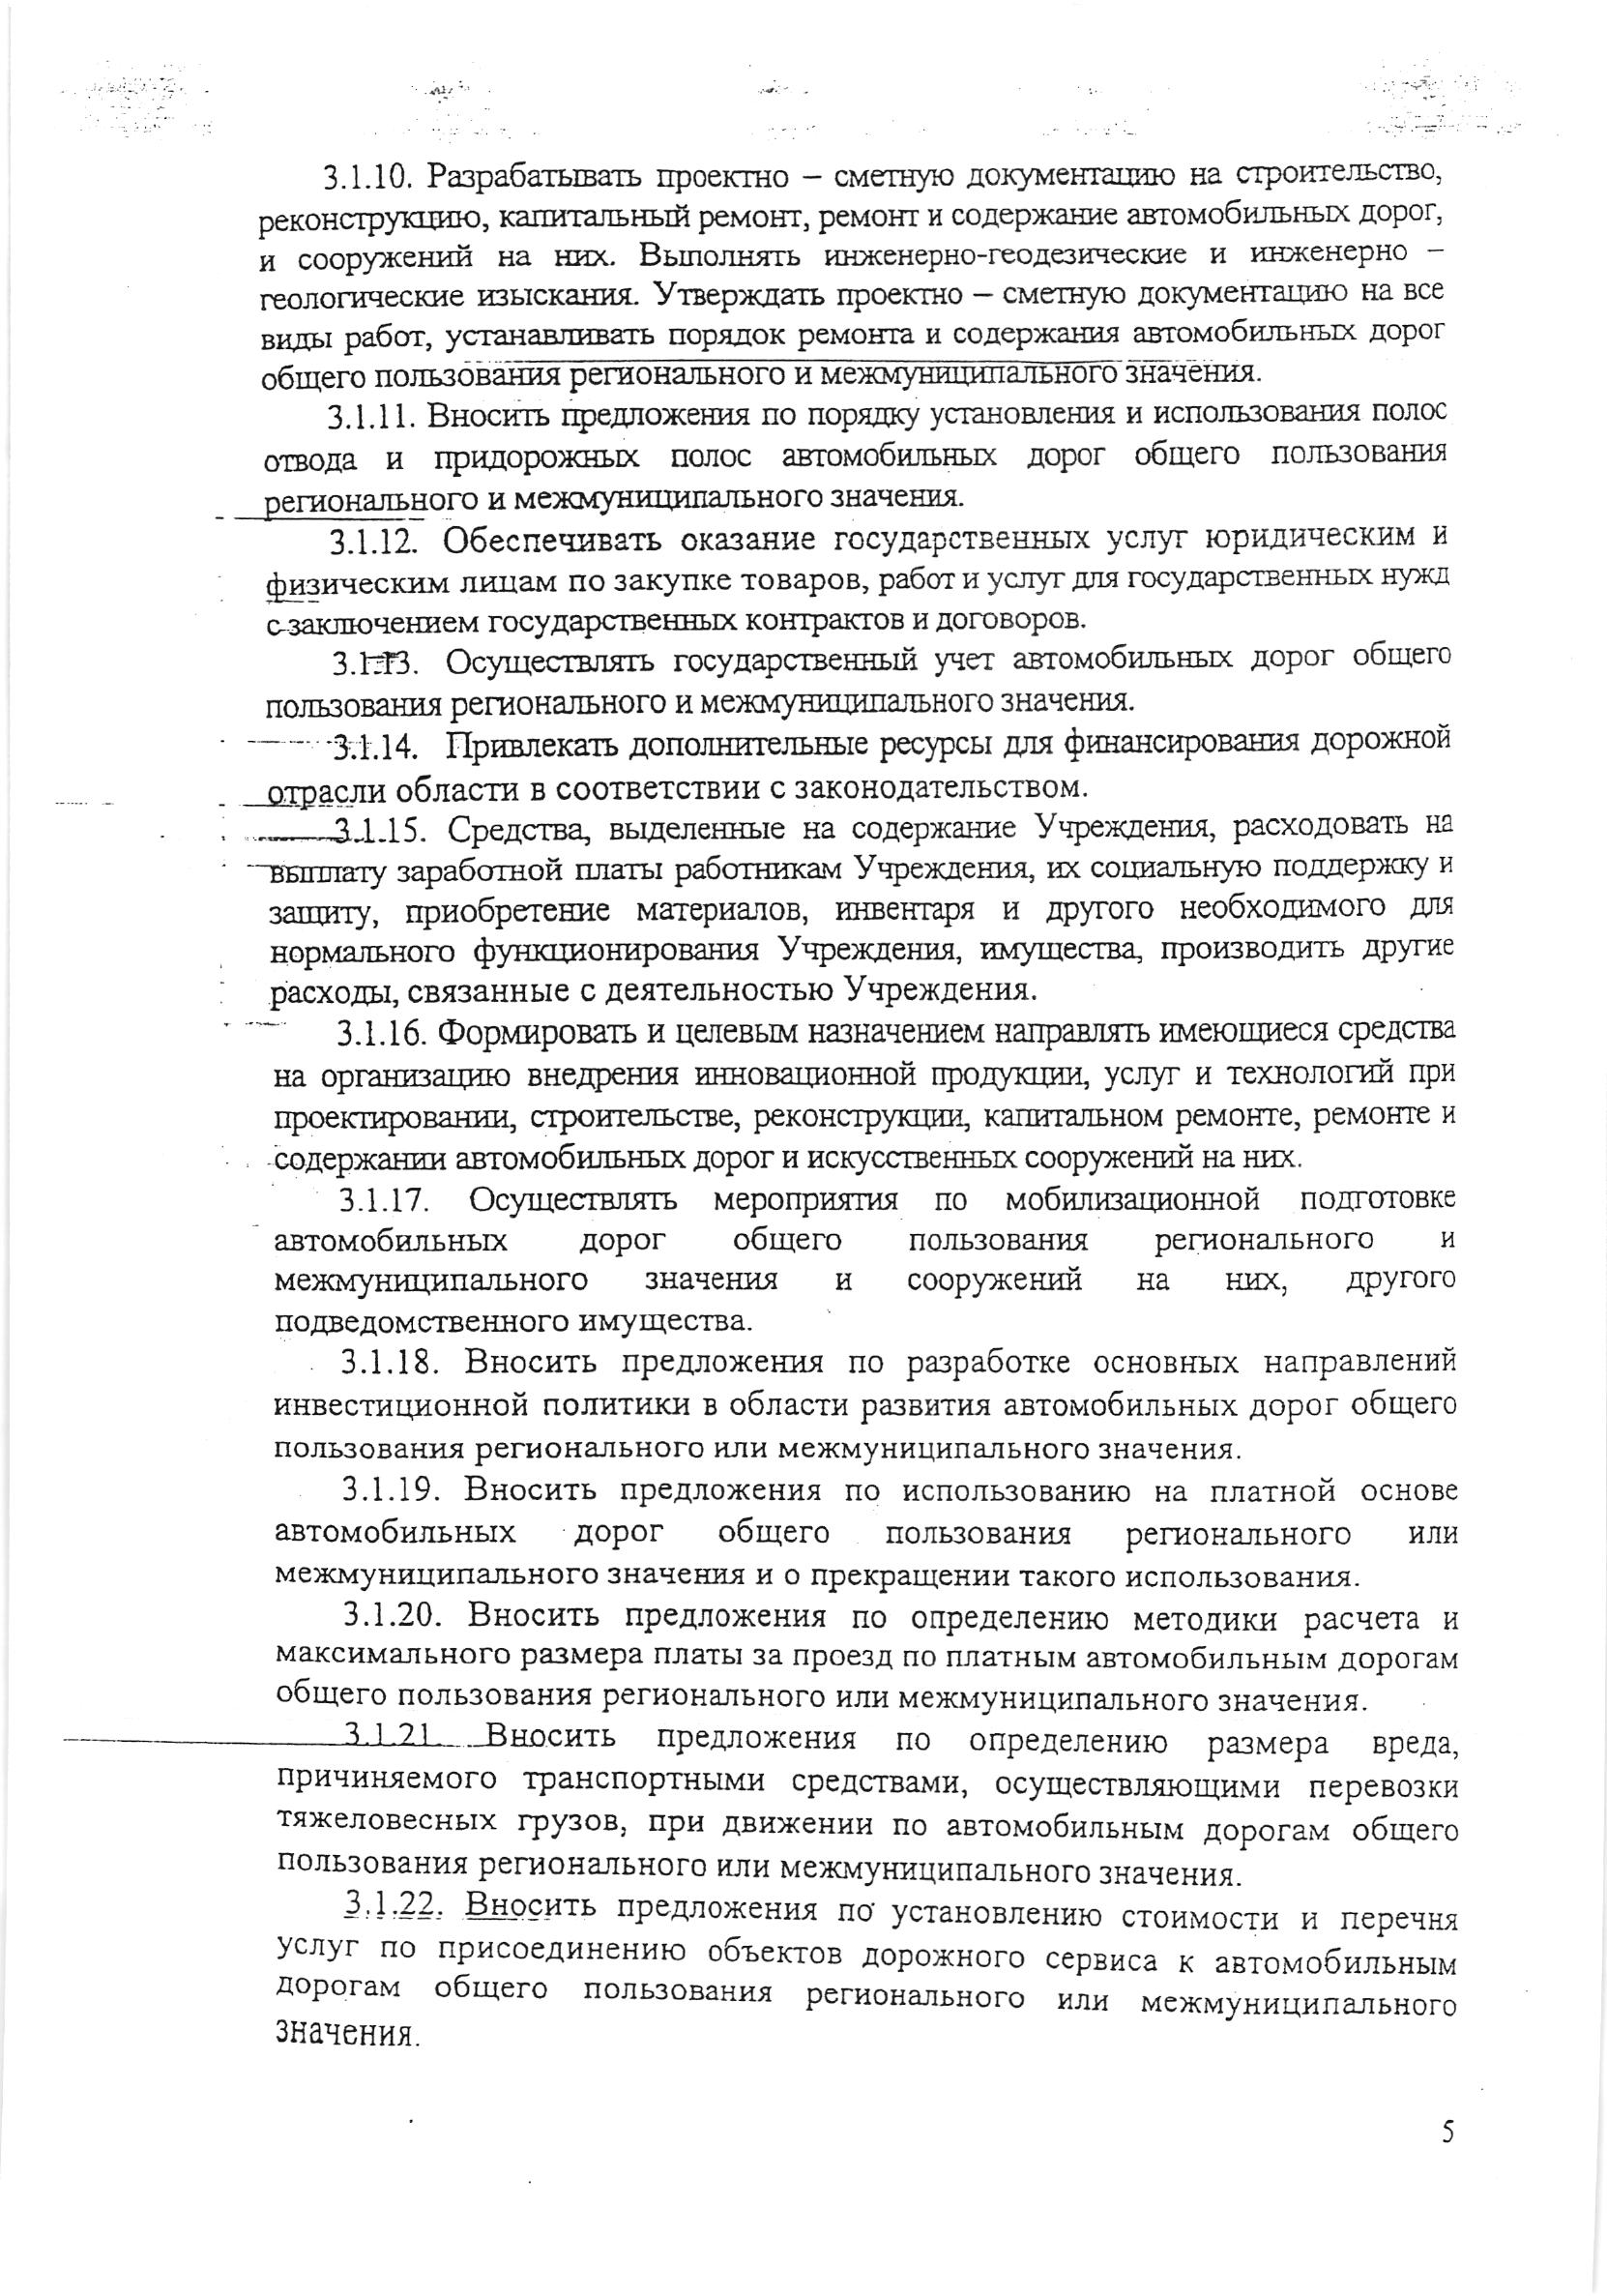 3.1.10. Разрабатывать проектно – сметную документацию на строительство,
реконструкцию, капитальный ремонт, ремонт и содержание автомобильных дорог,
и сооружений на них. Выполнять инженерно-геодезические и инженерно –
геологические изыскания. Утверждать проектно – сметную документацию на все
виды работ, устанавливать порядок ремонта и содержания автомобильных дорог
общего пользования регионального и межмуниципального значения.
3.1.11. Вносить предложения по порядку установления и использования полос
отвода и придорожных полос автомобильных дорог общего пользования
регионального и межмуниципального значения.
3.1.12. Обеспечивать оказание государственных услуг юридическим и
физическим лицам по закупке товаров, работ и услуг для государственных нужд
с заключением государственных контрактов и договоров.
3.1.13. Осуществлять государственный учет автомобильных дорог общего
пользования регионального и межмуниципального значения.
3.1.14. Привлекать дополнительные ресурсы для финансирования дорожной
отрасли области в соответствии с законодательством.
3.1.15. Средства, выделенные на содержание Учреждения, расходовать на
выплату заработной платы работникам Учреждения, их социальную поддержку и
защиту, приобретение материалов, инвентаря и другого необходимого для
нормального функционирования Учреждения, имущества, производить другие
расходы, связанные с деятельностью Учреждения.
3.1.16. Формировать и целевым назначением направлять имеющиеся средства
на организацию внедрения инновационной продукции, услуг и технологий при
проектировании, строительстве, реконструкции, капитальном ремонте, ремонте и
содержании автомобильных дорог и искусственных сооружений на них.
3.1.17. Осуществлять мероприятия по мобилизационной подготовке
автомобильных дорог общего пользования регионального и
межмуниципального значения и сооружений на них, другого
подведомственного имущества.
3.1.18. Вносить предложения по разработке основных направлений
инвестиционной политики в области развития автомобильных дорог общего
пользования регионального или межмуниципального значения.
3.1.19. Вносить предложения по использованию на платной основе
автомобильных дорог общего пользования регионального или
межмуниципального значения и о прекращении такого использования.
3.1.20. Вносить предложения по определению методики расчета и
максимального размера платы за проезд по платным автомобильным дорогам
общего пользования регионального или межмуниципального значения.
3.1.21. Вносить предложения по определению размера вреда,
причиняемого транспортными средствами, осуществляющими перевозки
тяжеловесных грузов, при движении по автомобильным дорогам общего
пользования регионального или межмуниципального значения.
3.1.22. Вносить предложения по установлению стоимости и перечня
услуг по присоединению объектов дорожного сервиса к автомобильным
дорогам общего пользования регионального или межмуниципального
значения.
5